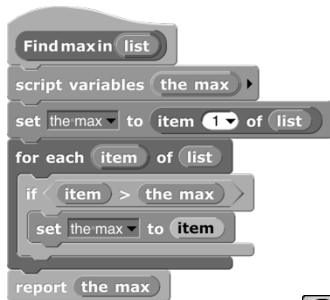 Find max in list
script variables the max
set the max to item 1 of list
for each item of list
if item > the max
set the max to item
report the max